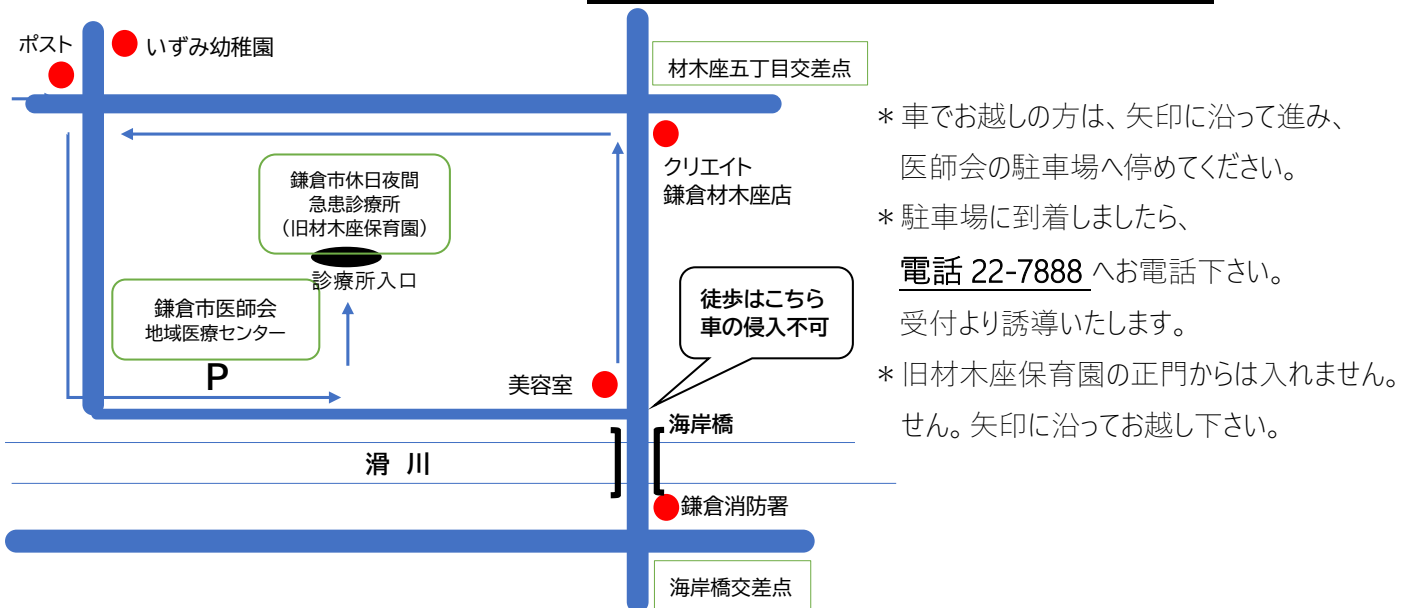 ポスト
いずみ幼稚園
材木座五丁目交差点
クリエイト
鎌倉材木座店
鎌倉市休日夜間
急患診療所
（旧材木座保育園）
診療所入口
鎌倉市医師会
地域医療センター
P
徒歩はこちら
車の侵入不可
美容室
海岸橋
滑 川
鎌倉消防署
海岸橋交差点
＊車でお越しの方は、矢印に沿って進み、
医師会の駐車場へ停めてください。
＊駐車場に到着しましたら、
電話 22-7888 へお電話下さい。
受付より誘導いたします。
＊旧材木座保育園の正門からは入れません。
せん。矢印に沿ってお越し下さい。